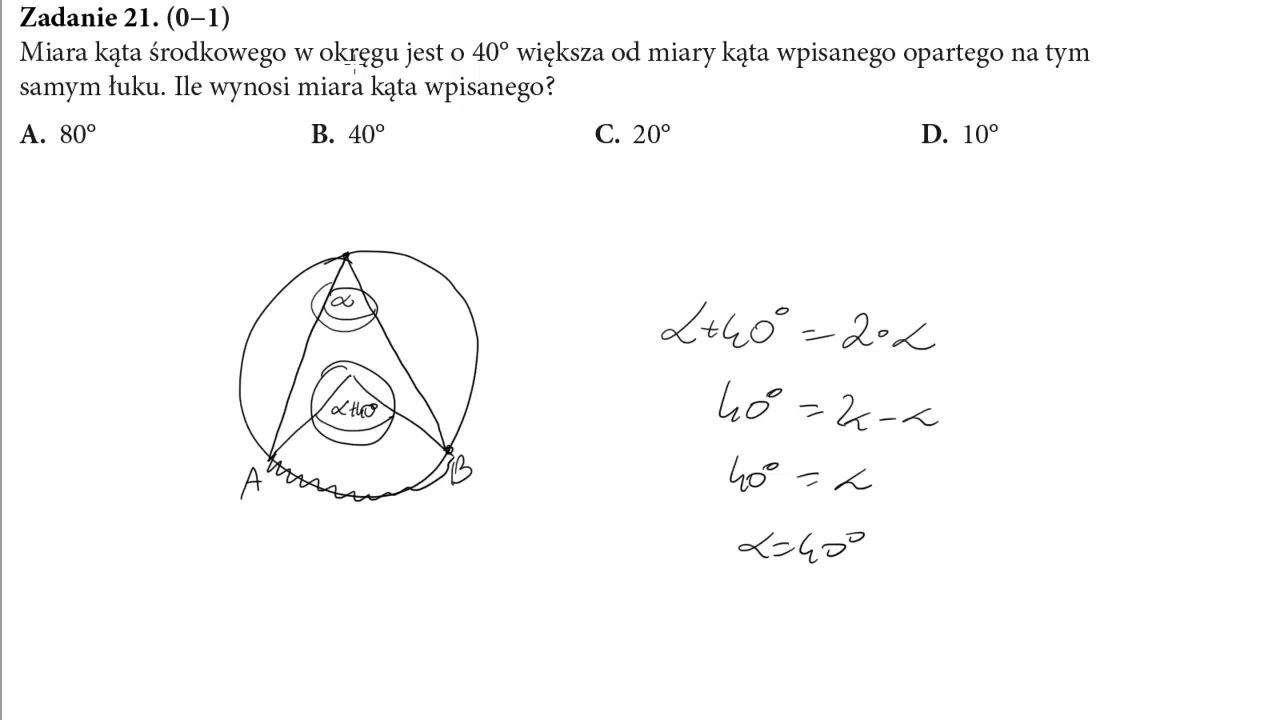 Zadanie 21. (0–1)
Miara kąta środkowego w okręgu jest o 40° większa od miary kąta wpisanego opartego na tym
samym łuku. Ile wynosi miara kąta wpisanego?
A. 80° B. 40° C. 20° D. 10°
α
α+40°
A B
α+40° = 2·α
40° = 2α-α
40° = α
α=40°